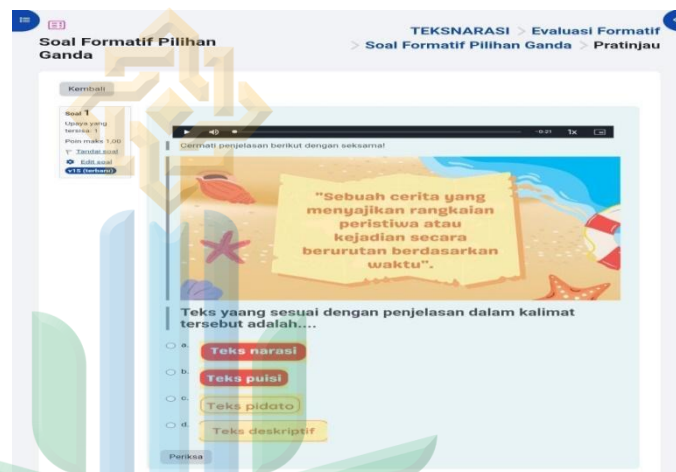 Soal Formatif Pilihan
Ganda
TEKSNARASI > Evaluasi Formatif
> Soal Formatif Pilihan Ganda > Pratinjau
Kembali
Soal 1
Upaya yang
tersisa: 1
Poin maks 1,00
Tandai soal
Edit soal
v15 (terbaru)
-0:21 1x
Cermati penjelasan berikut dengan seksama!
"Sebuah cerita yang
menyajikan rangkaian
peristiwa atau
kejadian secara
berurutan berdasarkan
waktu".
Teks yaang sesuai dengan penjelasan dalam kalimat
tersebut adalah....
a. Teks narasi
b. Teks puisi
c. Teks pidato
d. Teks deskriptif
Periksa